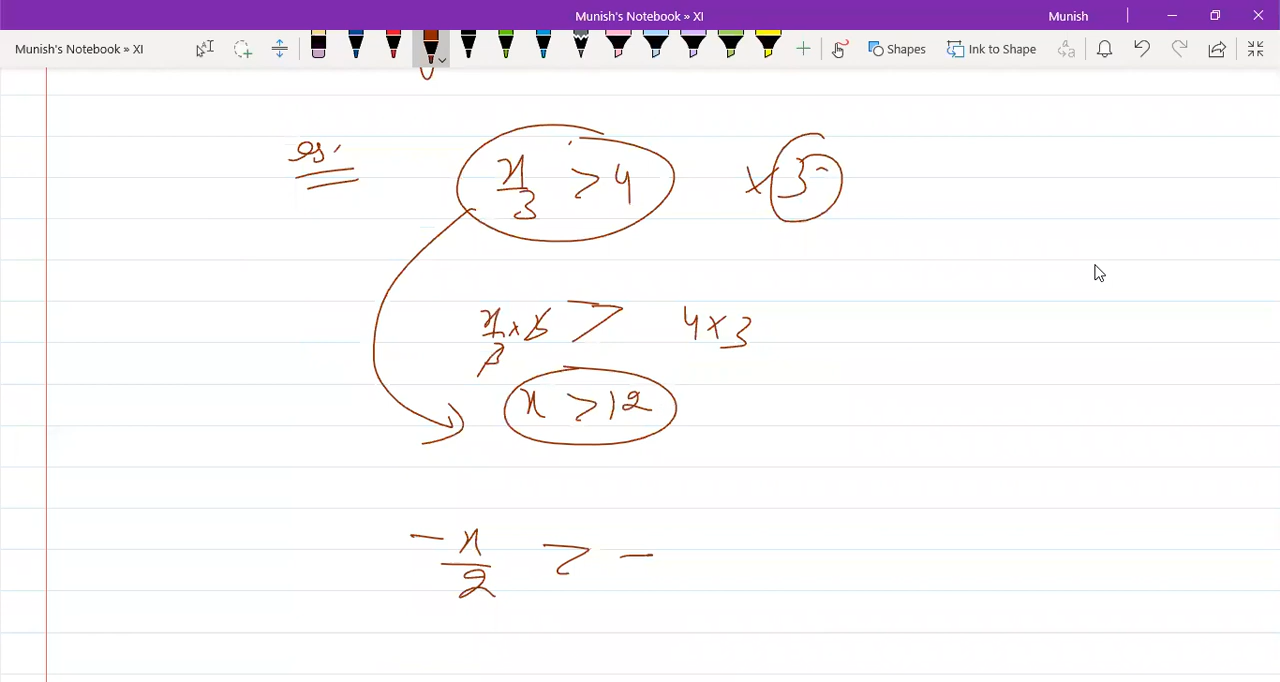 Munish's Notebook » XI
Munish
Munish's Notebook » XI
Shapes
Ink to Shape
x/3 > 4 ×3
x/3 × 3 > 4×3
x > 12
-x/2 > -